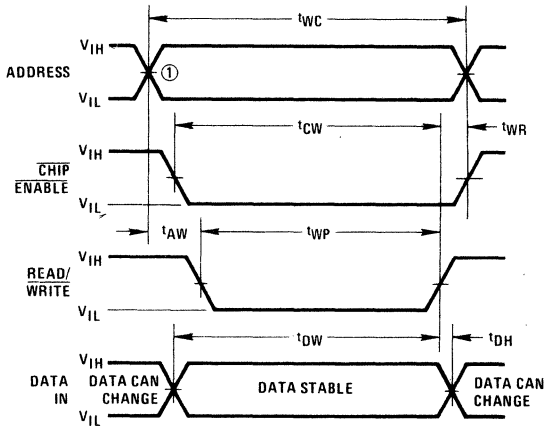 tWC
VIH
ADDRESS
①
VIL
tCW
tWR
VIH
CHIP
ENABLE
VIL
tAW
tWP
VIH
READ/
WRITE
VIL
tDW
tDH
VIH
DATA
IN
DATA CAN
CHANGE
DATA STABLE
DATA CAN
CHANGE
VIL